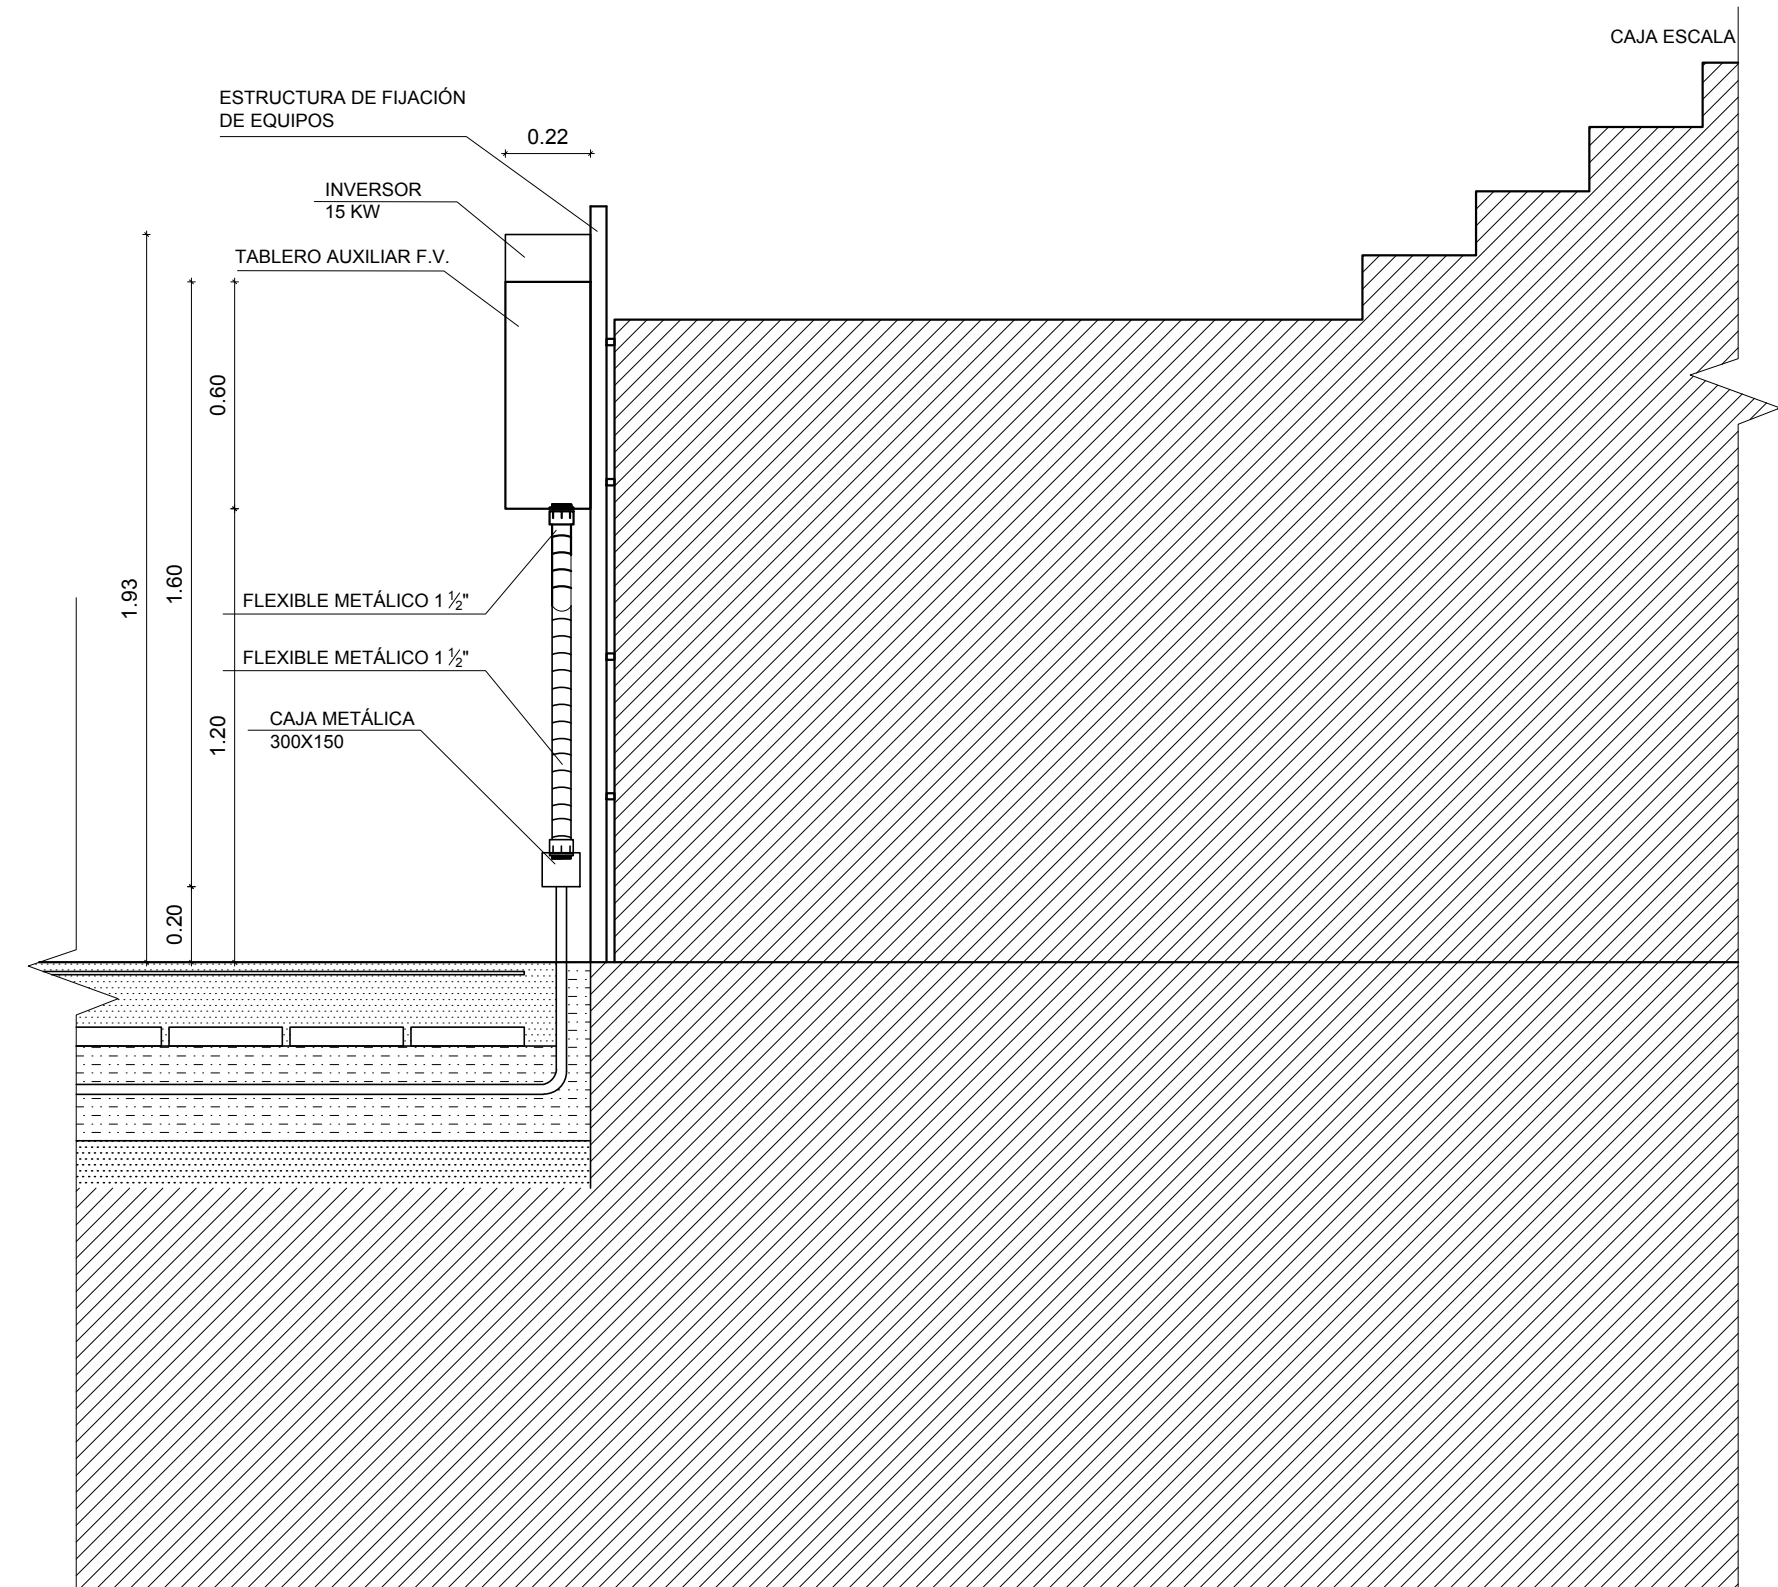 CAJA ESCALA
ESTRUCTURA DE FIJACIÓN
DE EQUIPOS
0.22
INVERSOR
15 KW
TABLERO AUXILIAR F.V.
0.60
1.93
1.60
FLEXIBLE METÁLICO 1 ½"
FLEXIBLE METÁLICO 1 ½"
1.20
CAJA METÁLICA
300X150
0.20